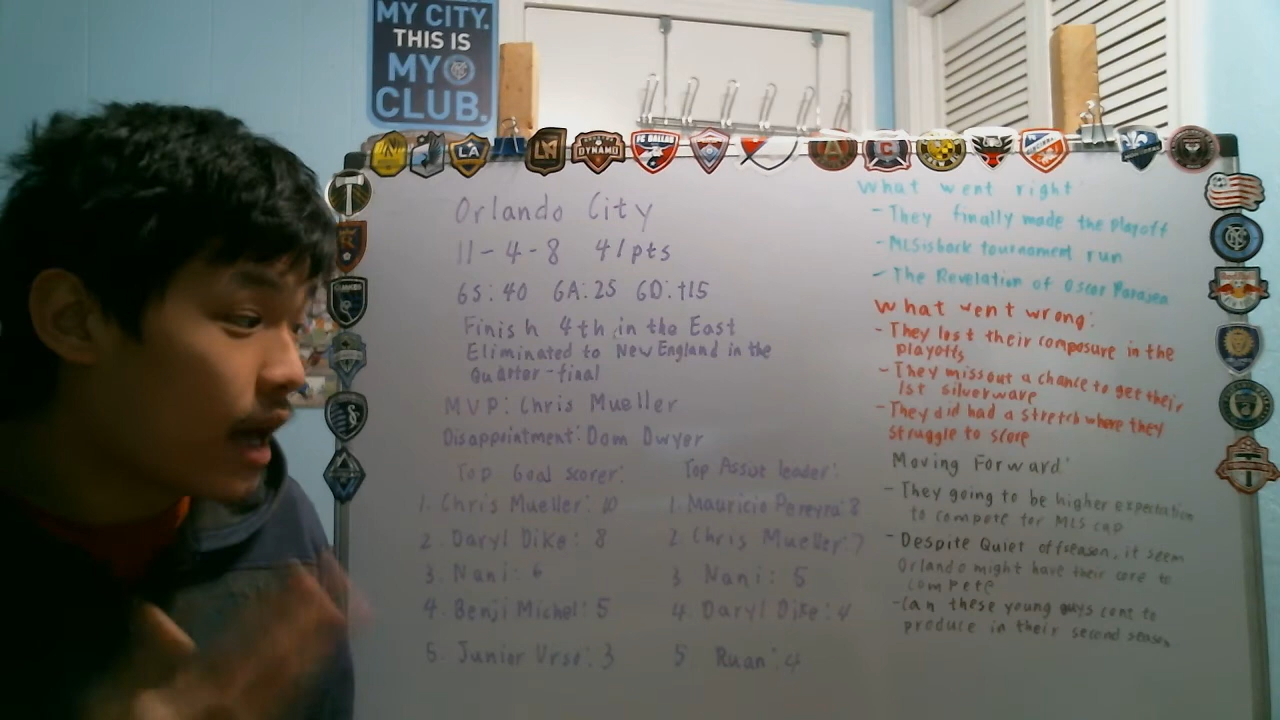 MY CITY.
THIS IS
MY
CLUB.
Orlando City
11-4-8 41pts
GS: 40 GA: 25 GD: +15
Finish 4th in the East
Eliminated to New England in the
Quarter-final
MVP: Chris Mueller
Disappointment: Dom Dwyer
Top Goal scorer:
1. Chris Mueller: 10
2. Daryl Dike: 8
3. Nani: 6
4. Benji Michel: 5
5. Junior Urso: 3
Top Assist leader:
1. Mauricio Pereyra: 8
2. Chris Mueller: 7
3 Nani: 5
4. Daryl Dike: 4
5 Ruan: 4
What went right
- They finally made the playoff
- MLSisback tournament run
- The Revelation of Oscar Pareja
What went wrong:
- They lost their composure in the
playoffs
- They miss out a chance to get their
1st silverware
- They did had a stretch where they
struggle to score
Moving Forward:
- They going to be higher expectation
to compete for MLS cup
- Despite Quiet offseason, it seem
Orlando might have their core to
compete
- Can these young guys cont to
produce in their second season
LA
DYNAMO
FC DALLAS